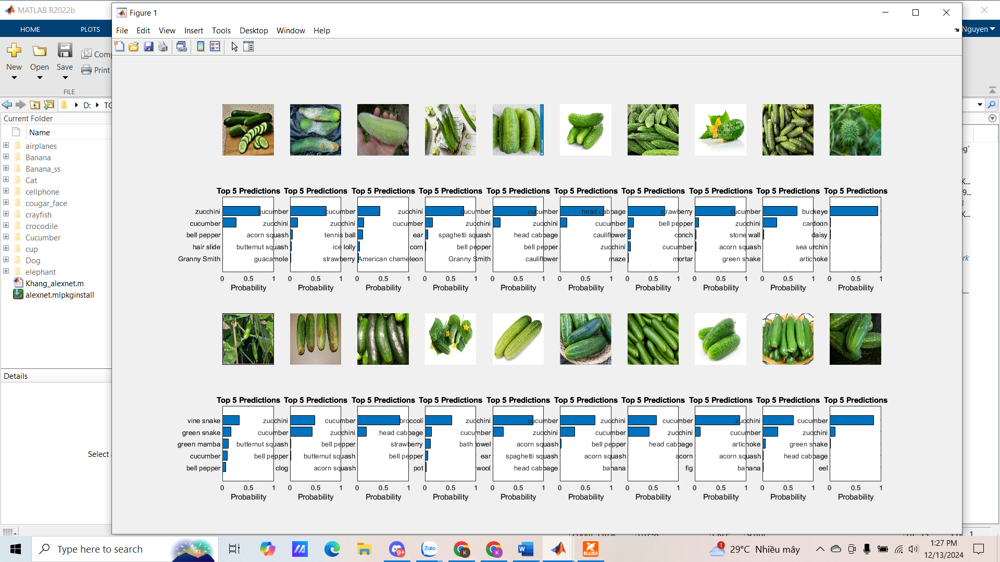 MATLAB R2022b
Figure 1
File Edit View Insert Tools Desktop Window Help
HOME PLOTS
Nguyen
New Open Save
Print
FILE
D:
Current Folder
Name
airplanes
Banana
Banana_ss
Cat
cellphone
cougar_face
crayfish
crocodile
Cucumber
cup
Dog
elephant
Khang_alexnet.m
alexnet.mlpkginstall
Details
Select
Top 5 Predictions Top 5 Predictions Top 5 Predictions Top 5 Predictions Top 5 Predictions Top 5 Predictions Top 5 Predictions Top 5 Predictions Top 5 Predictions Top 5 Predictions
zucchini cucumber cucumber zucchini cucumber cucumber head cabbage strawberry cucumber buckeye
cucumber zucchini zucchini cucumber zucchini zucchini cucumber bell pepper zucchini cardoon
bell pepper acorn squash tennis ball ear spaghetti squash head cabbage cauliflower conch stone wall daisy
hair slide butternut squash ice lolly corn bell pepper bell pepper zucchini cucumber acorn squash sea urchin
Granny Smith guacamole strawberry American chameleon Granny Smith cauliflower maze mortar green snake artichoke
0 0.5 1 0 0.5 1 0 0.5 1 0 0.5 1 0 0.5 1 0 0.5 1 0 0.5 1 0 0.5 1 0 0.5 1 0 0.5 1
Probability Probability Probability Probability Probability Probability Probability Probability Probability Probability
Top 5 Predictions Top 5 Predictions Top 5 Predictions Top 5 Predictions Top 5 Predictions Top 5 Predictions Top 5 Predictions Top 5 Predictions Top 5 Predictions Top 5 Predictions
vine snake zucchini cucumber broccoli zucchini cucumber zucchini cucumber zucchini cucumber
green snake cucumber zucchini head cabbage cucumber zucchini cucumber zucchini cucumber zucchini
green mamba butternut squash bell pepper strawberry bath towel acorn squash bell pepper head cabbage artichoke green snake
cucumber bell pepper butternut squash bell pepper ear spaghetti squash acorn squash acorn acorn squash head cabbage
bell pepper clog acorn squash pot wool head cabbage banana fig banana eel
0 0.5 1 0 0.5 1 0 0.5 1 0 0.5 1 0 0.5 1 0 0.5 1 0 0.5 1 0 0.5 1 0 0.5 1 0 0.5 1
Probability Probability Probability Probability Probability Probability Probability Probability Probability Probability
Type here to search
9+
Zalo
READER
1
29°C Nhiều mây
1:27 PM
12/13/2024